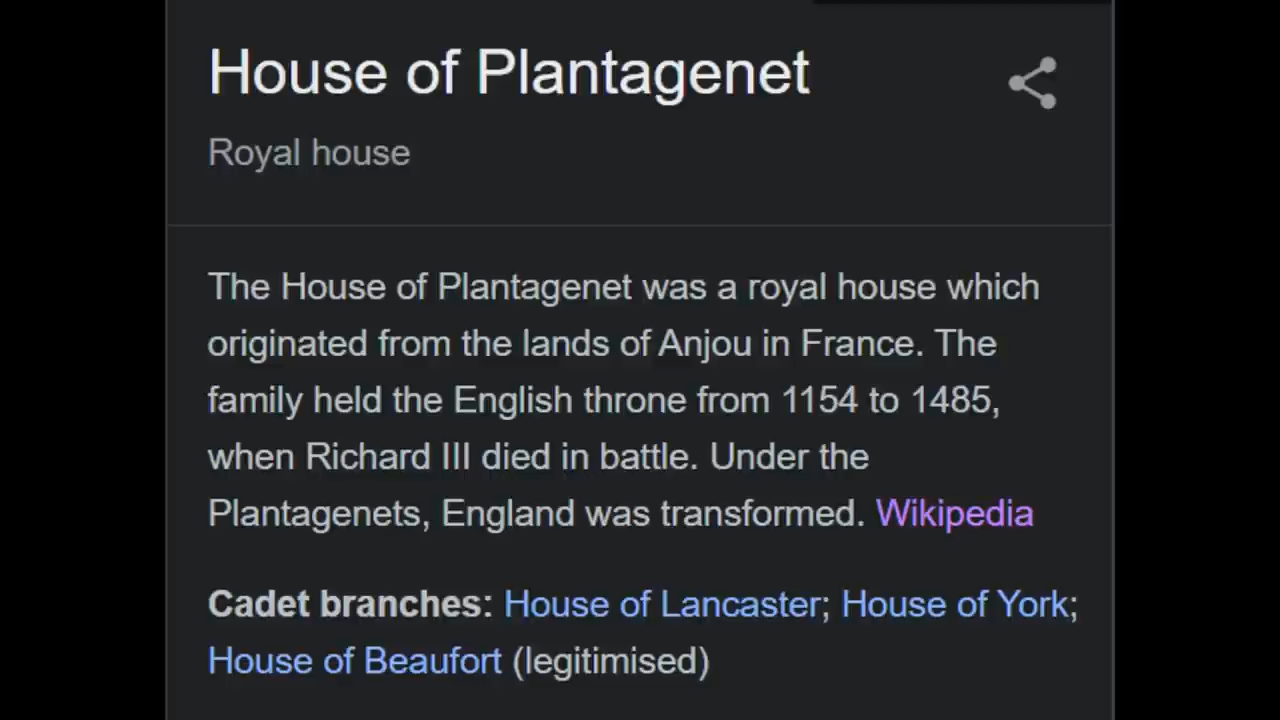 House of Plantagenet
Royal house
The House of Plantagenet was a royal house which
originated from the lands of Anjou in France. The
family held the English throne from 1154 to 1485,
when Richard III died in battle. Under the
Plantagenets, England was transformed. Wikipedia
Cadet branches: House of Lancaster; House of York;
House of Beaufort (legitimised)